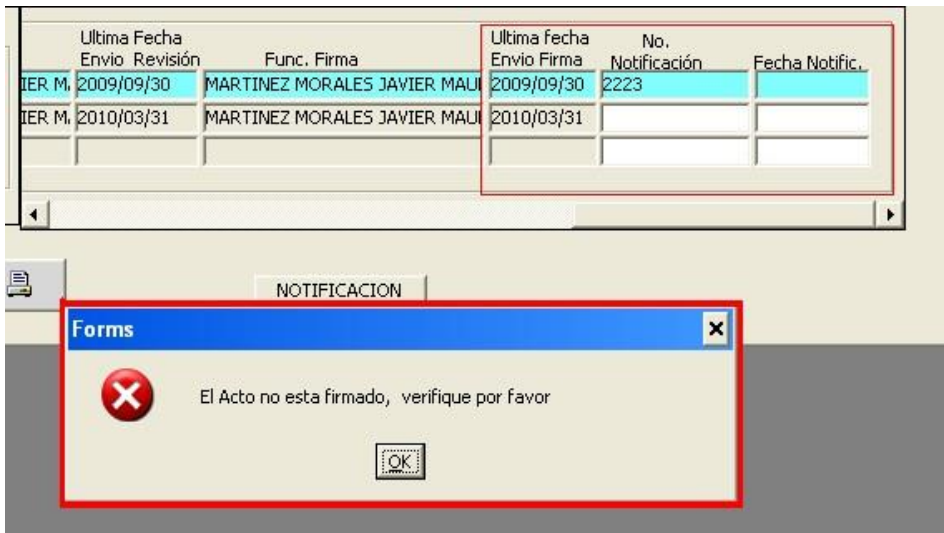 Ultima Fecha Ultima fecha No.
Envio Revisión Func. Firma Envio Firma Notificación Fecha Notific.
IER M. 2009/09/30 MARTINEZ MORALES JAVIER MAU 2009/09/30 2223
IER M. 2010/03/31 MARTINEZ MORALES JAVIER MAU 2010/03/31
NOTIFICACION
Forms
El Acto no esta firmado, verifique por favor
OK